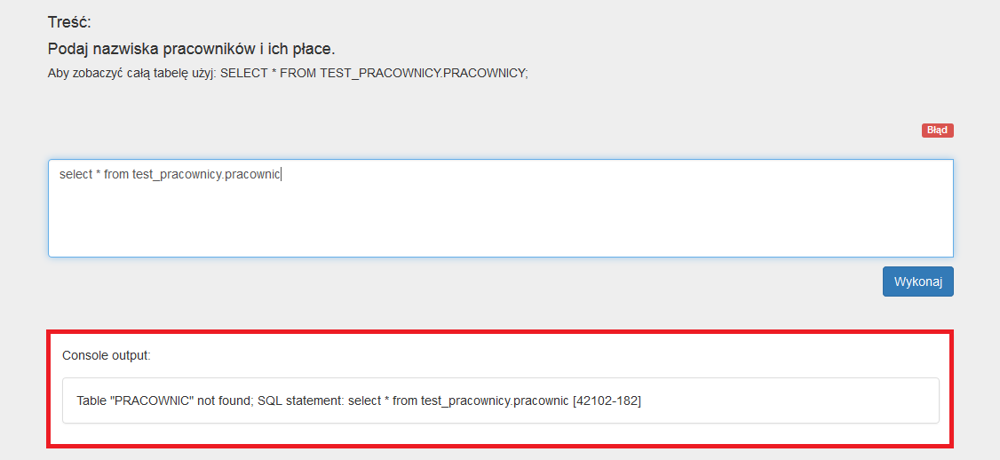 Treść:
Podaj nazwiska pracowników i ich płace.
Aby zobaczyć całą tabelę użyj: SELECT * FROM TEST_PRACOWNICY.PRACOWNICY;
Błąd
select * from test_pracownicy.pracownic
Wykonaj
Console output:
Table "PRACOWNIC" not found; SQL statement: select * from test_pracownicy.pracownic [42102-182]